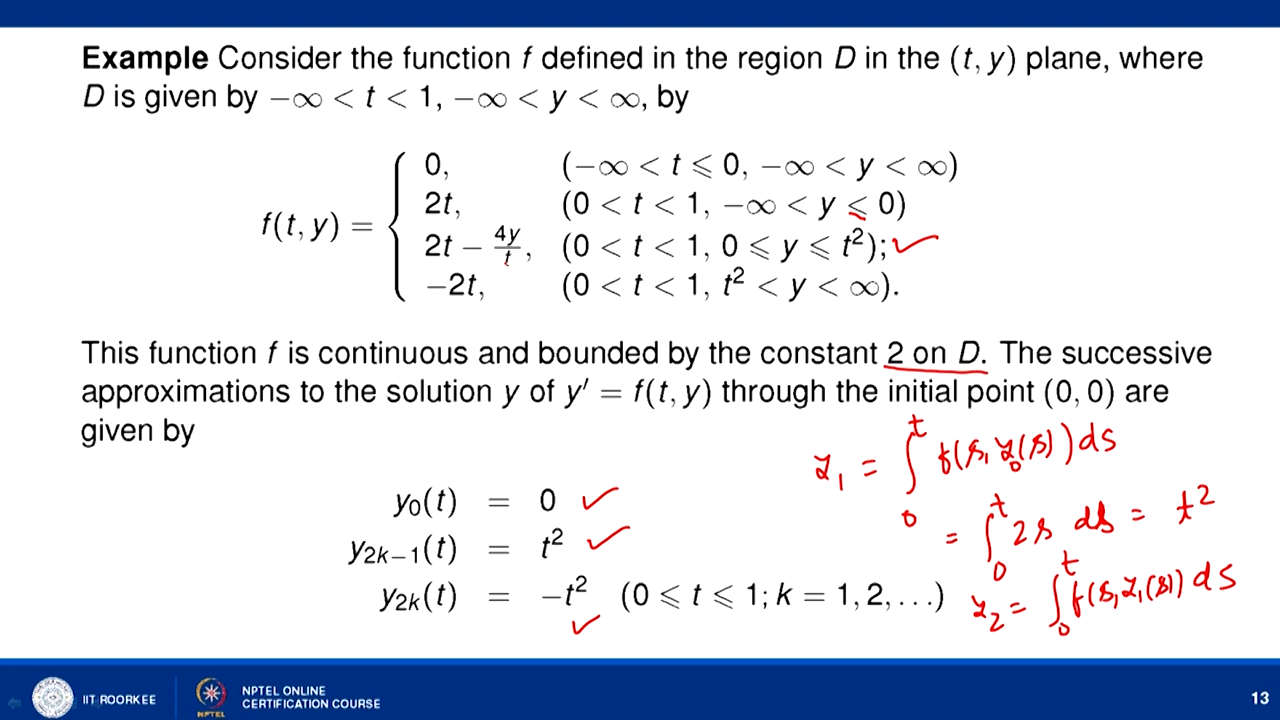 Example Consider the function f defined in the region D in the (t, y) plane, where
D is given by −∞ < t < 1, −∞ < y < ∞, by
0, (−∞ < t ⩽ 0, −∞ < y < ∞)
2t, (0 < t < 1, −∞ < y ⩽ 0)
f(t, y) = { 2t − 4y/t, (0 < t < 1, 0 ⩽ y ⩽ t²); ✓
−2t, (0 < t < 1, t² < y < ∞).
This function f is continuous and bounded by the constant 2 on D. The successive
approximations to the solution y of y′ = f(t, y) through the initial point (0, 0) are
given by
y₁ = ∫₀ᵗ f(s, y₀(s)) ds
y₀(t) = 0 ✓
= ∫₀ᵗ 2s ds = t²
y₂ₖ₋₁(t) = t² ✓
y₂ₖ(t) = −t² (0 ⩽ t ⩽ 1; k = 1, 2, . . .) ✓
y₂ = ∫₀ᵗ f(s, y₁(s)) ds
IIT ROORKEE
NPTEL
NPTEL ONLINE
CERTIFICATION COURSE
13